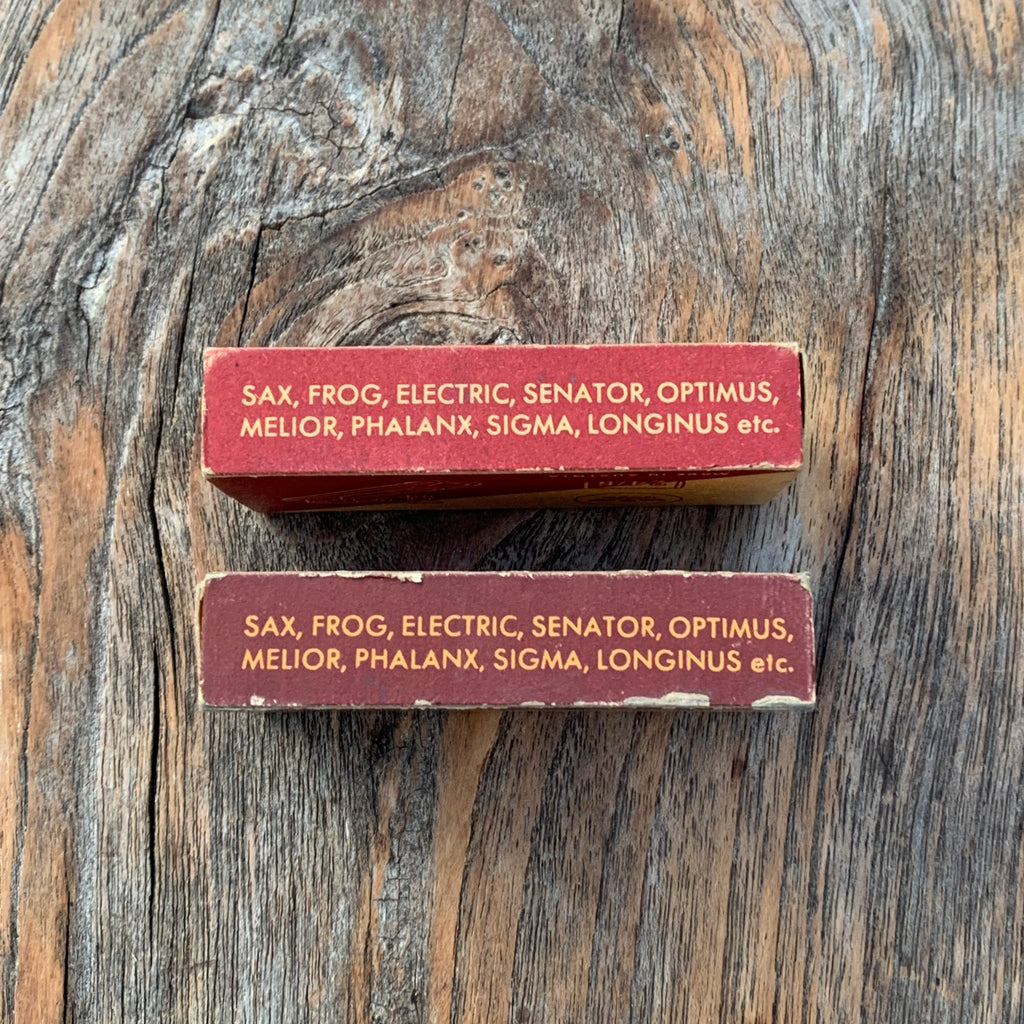 SAX, FROG, ELECTRIC, SENATOR, OPTIMUS,
MELIOR, PHALANX, SIGMA, LONGINUS etc.
SAX, FROG, ELECTRIC, SENATOR, OPTIMUS,
MELIOR, PHALANX, SIGMA, LONGINUS etc.